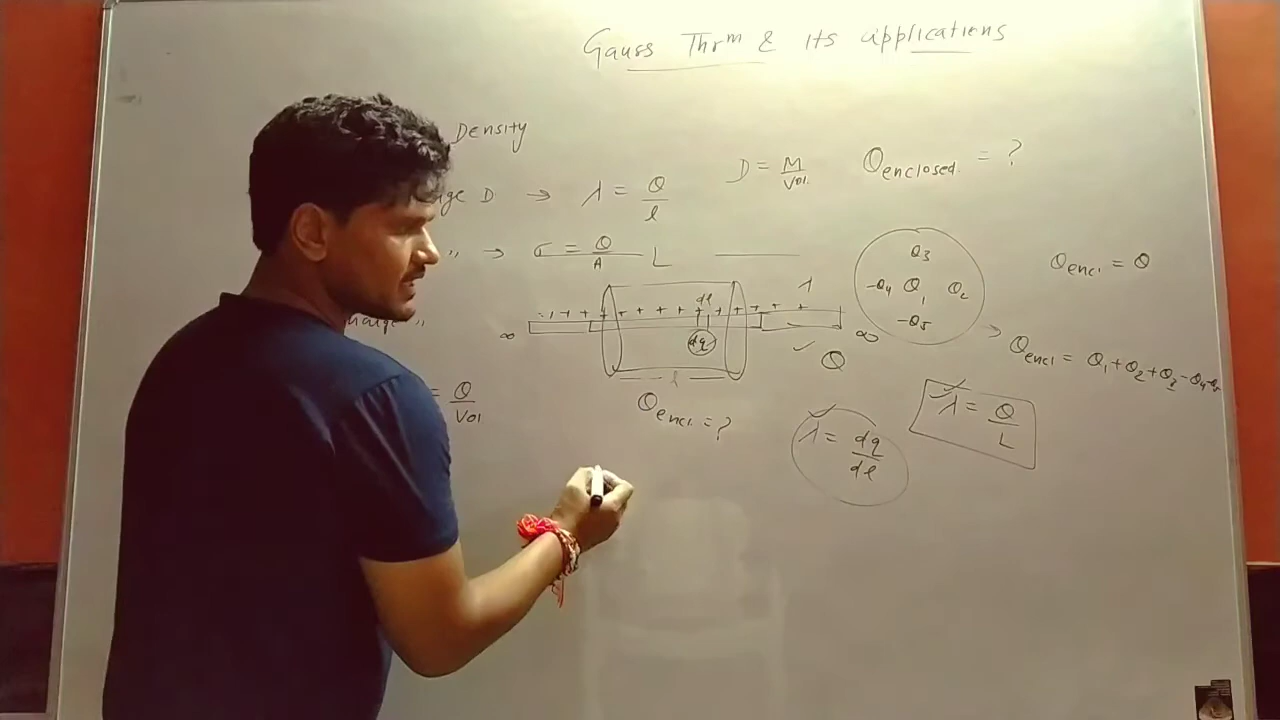 Gauss Thrm & its applications
Density
D = M/Vol.
Qenclosed. = ?
D → λ = Q/l
" → σ = Q/A
L
Q3
-Q4 Q1 Q2
-Q5
Qencl = Q
λ
dl
+ + + + + + + + + + + +
∞
∞
dq
Q
l
→ Qencl = Q1 + Q2 + Q3 - Q4 - Q5
"
= Q/Vol
Qencl = ?
λ = dq/dl
λ = Q/L